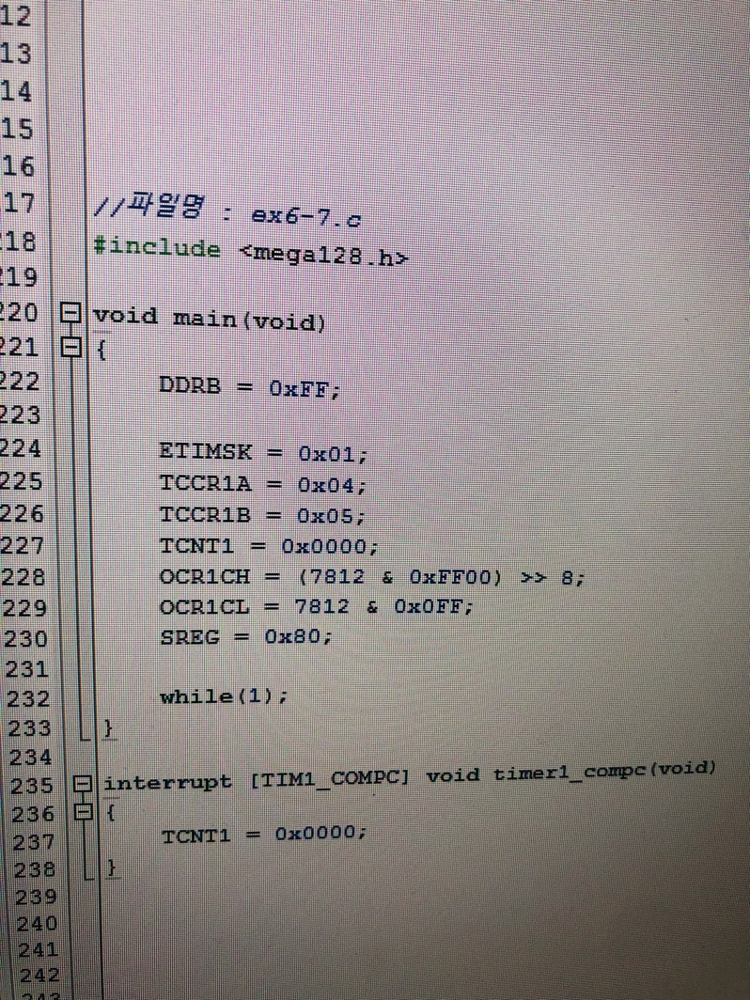 12
13
14
15
16
17 //파일명 : ex6-7.c
218 #include <mega128.h>
219
220 void main(void)
221 {
222 DDRB = 0xFF;
223
224 ETIMSK = 0x01;
225 TCCR1A = 0x04;
226 TCCR1B = 0x05;
227 TCNT1 = 0x0000;
228 OCR1CH = (7812 & 0xFF00) >> 8;
229 OCR1CL = 7812 & 0x0FF;
230 SREG = 0x80;
231
232 while(1);
233 }
234
235 interrupt [TIM1_COMPC] void timer1_compc(void)
236 {
237 TCNT1 = 0x0000;
238 }
239
240
241
242